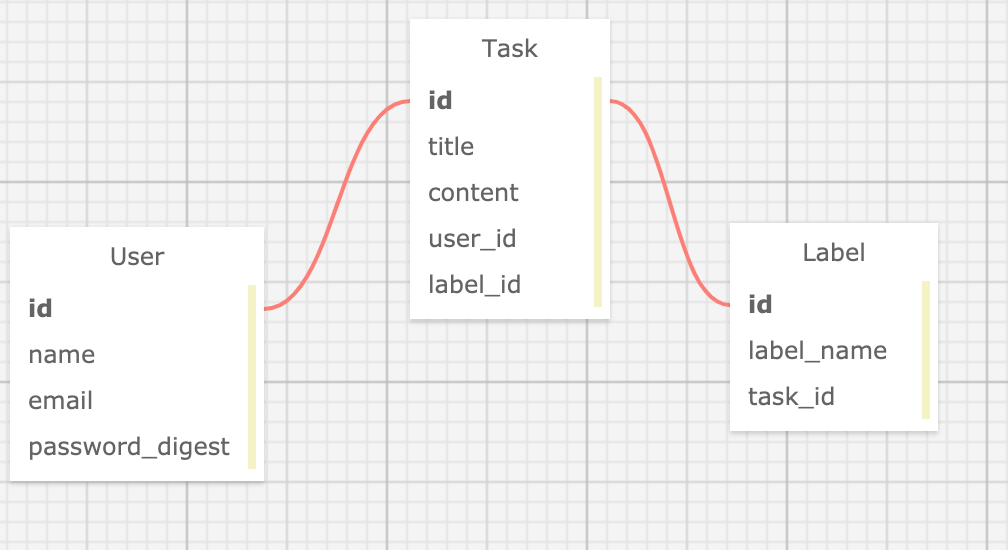 Task
id
title
content
user_id
label_id
User
id
name
email
password_digest
Label
id
label_name
task_id